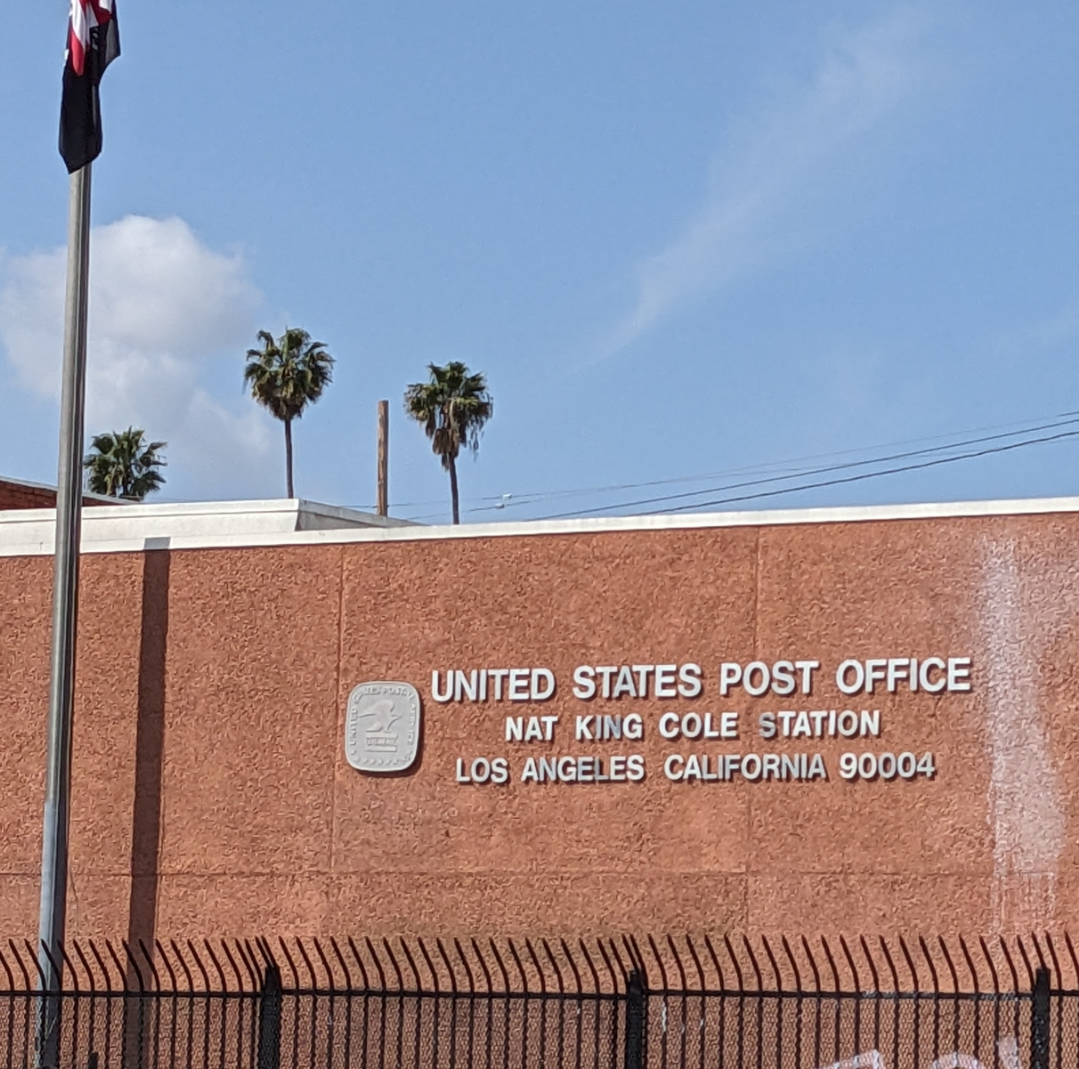 UNITED STATES POST OFFICE
NAT KING COLE STATION
LOS ANGELES CALIFORNIA 90004